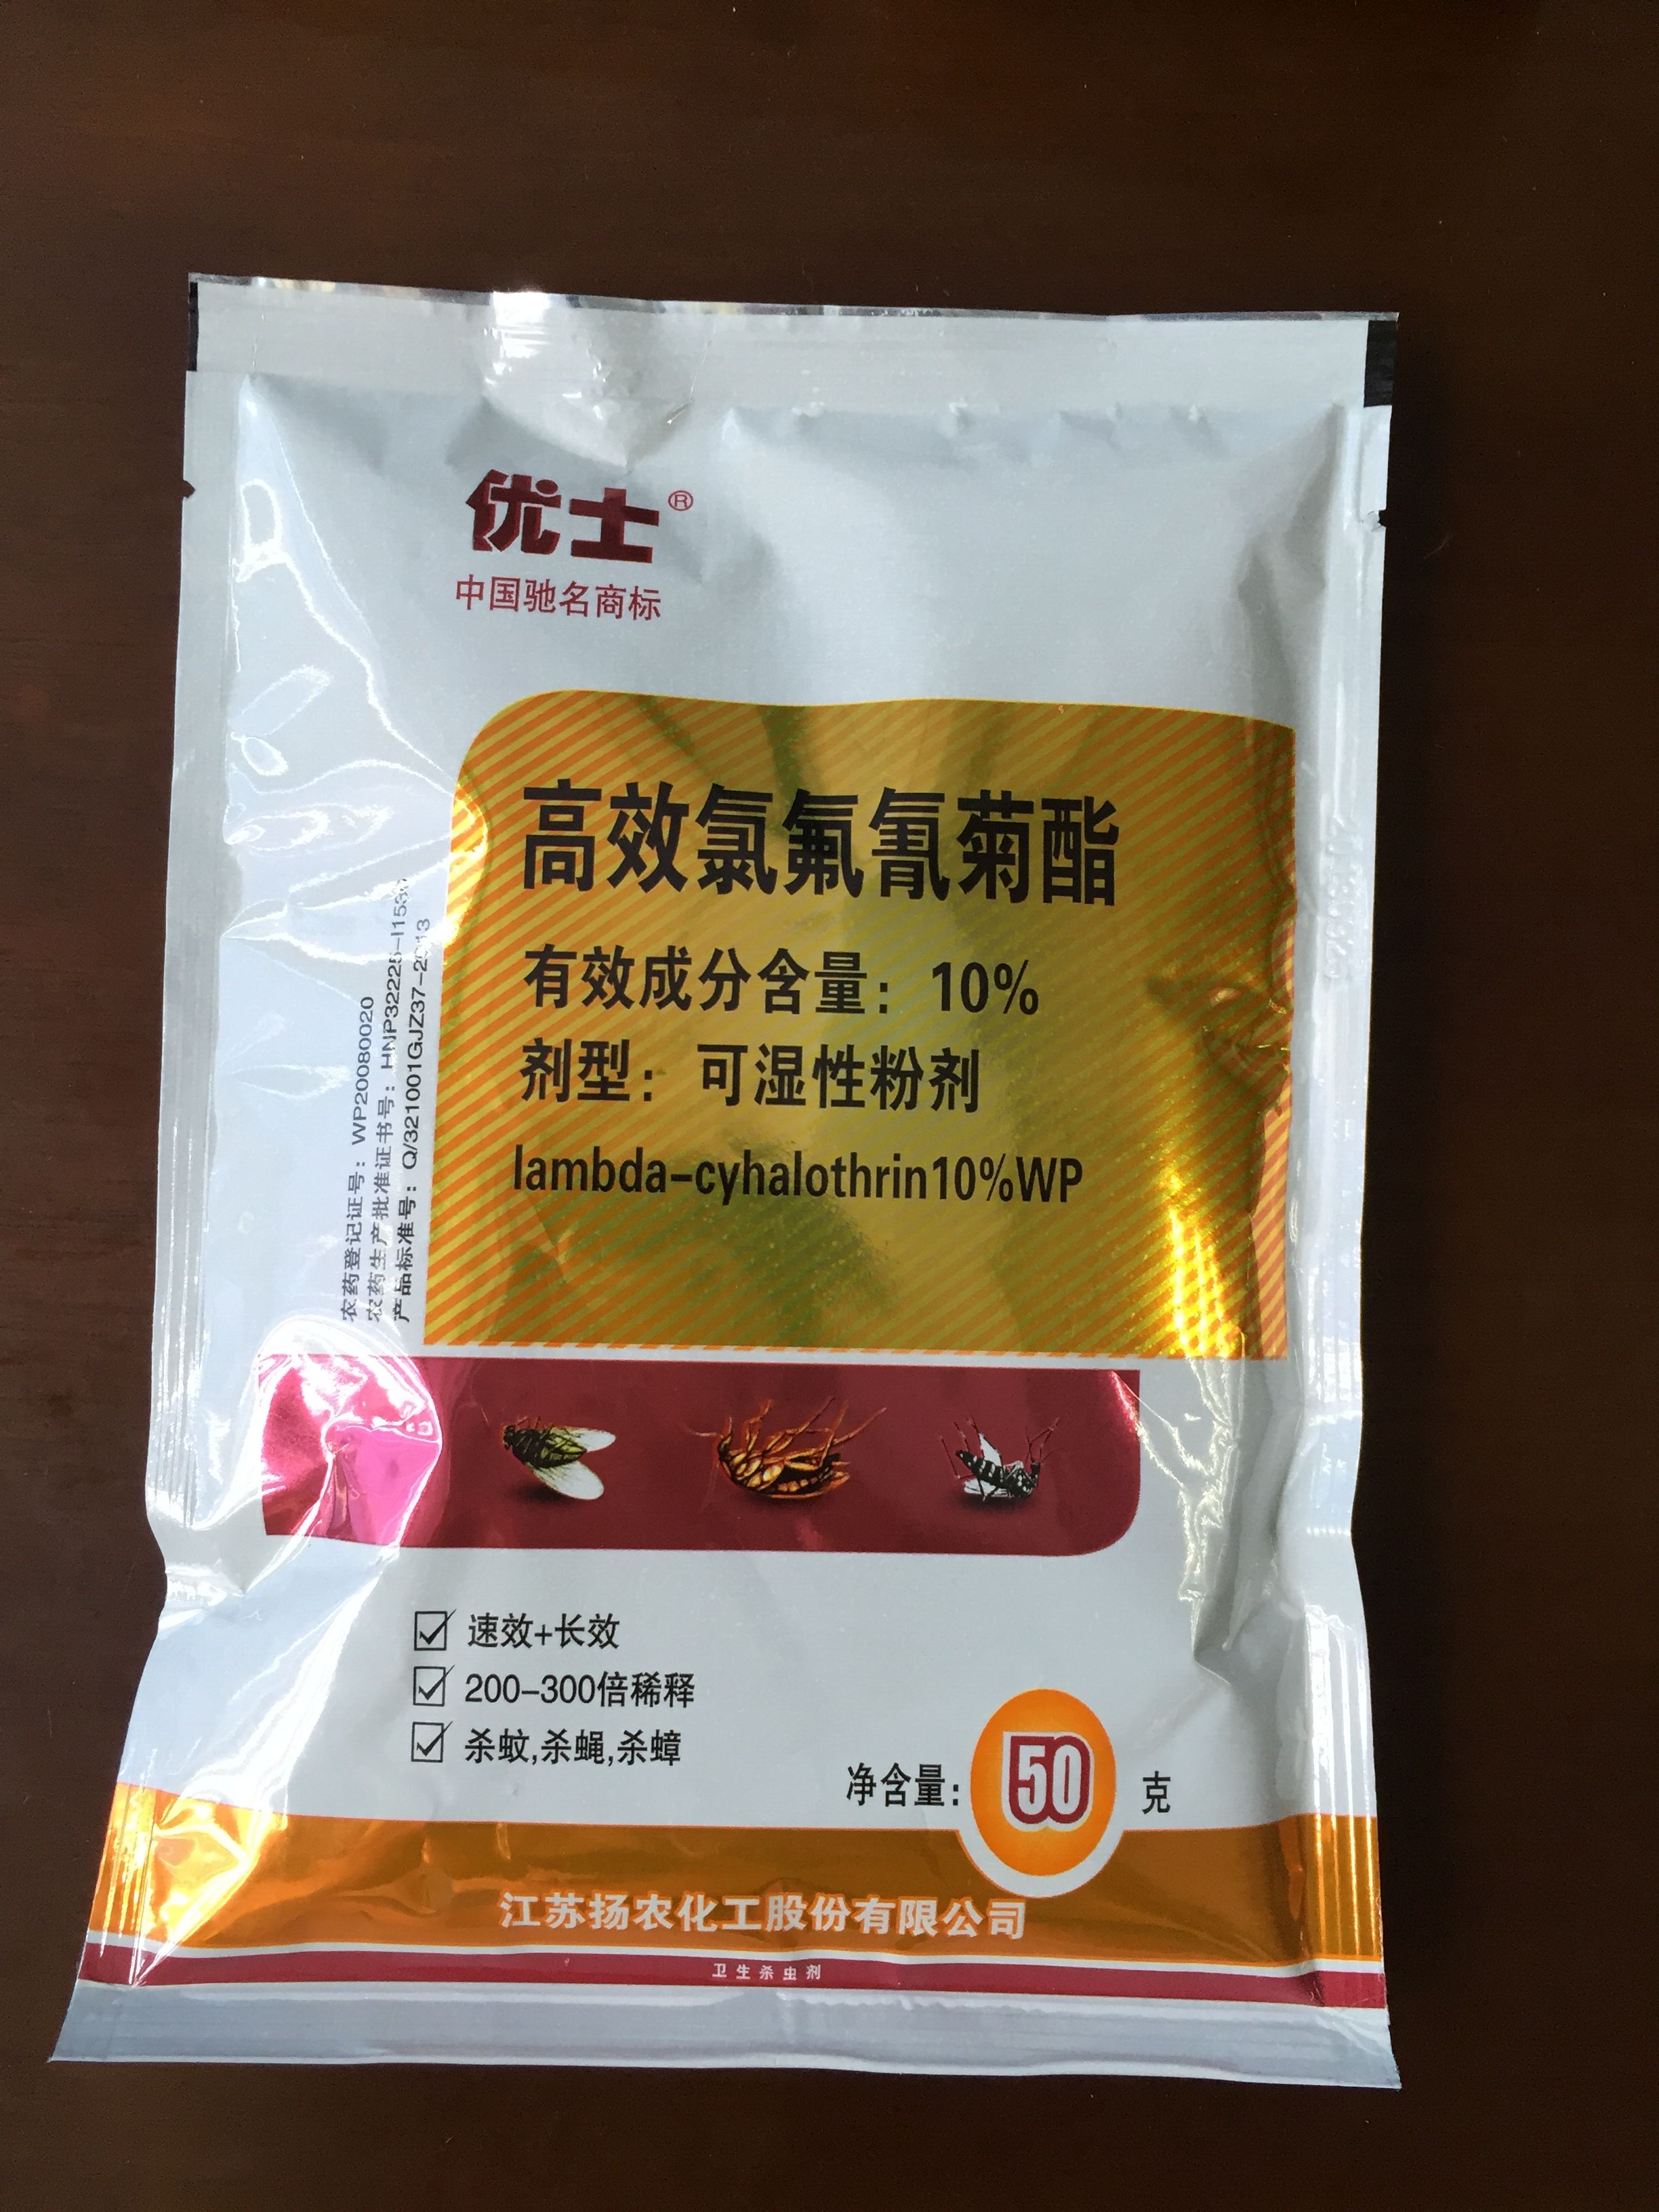 优士®
中国驰名商标
高效氯氟氰菊酯
有效成分含量：10%
剂型：可湿性粉剂
lambda-cyhalothrin10%WP
农药登记证号：WP20080020
农药生产批准证书号：
产品标准号：Q/321001GJZ37-2013
速效+长效
200-300倍稀释
杀蚊,杀蝇,杀蟑
净含量：50克
江苏扬农化工股份有限公司
卫生杀虫剂